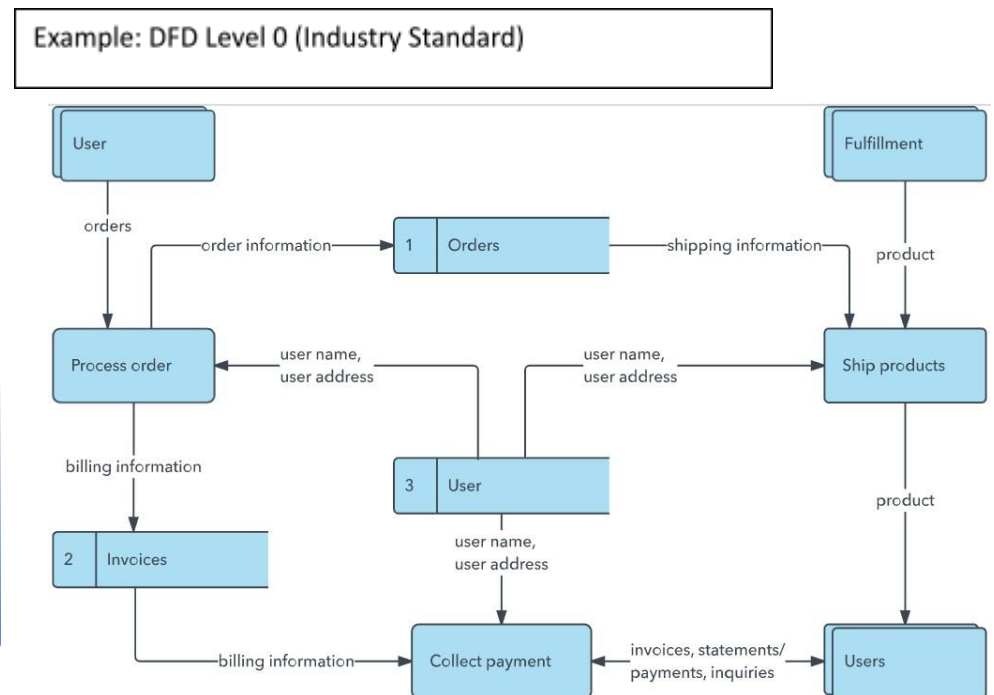 Example: DFD Level 0 (Industry Standard)
User
Fulfillment
orders
order information
1
Orders
shipping information
product
Process order
user name,
user address
user name,
user address
Ship products
billing information
3
User
product
2
Invoices
user name,
user address
billing information
Collect payment
invoices, statements/
payments, inquiries
Users